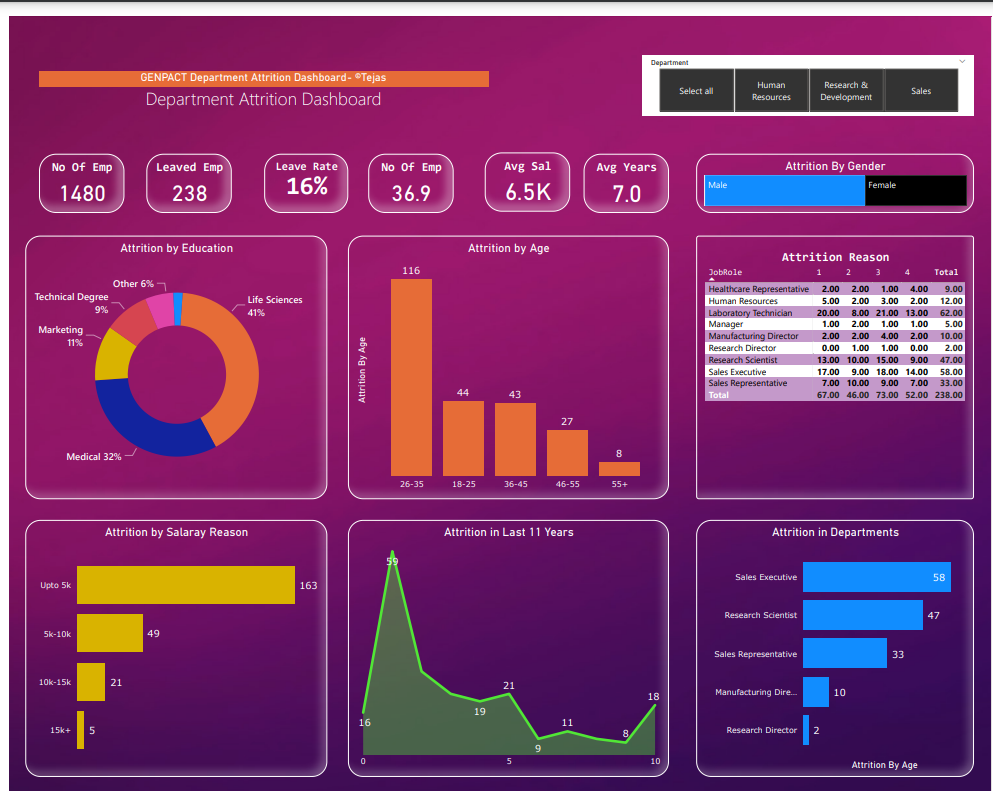 GENPACT Department Attrition Dashboard- ®Tejas
Department Attrition Dashboard
Department
Select all
Human
Resources
Research &
Development
Sales
No Of Emp
1480
Leaved Emp
238
Leave Rate
16%
No Of Emp
36.9
Avg Sal
6.5K
Avg Years
7.0
Attrition By Gender
Male
Female
Attrition by Education
Other 6%
Technical Degree
9%
Marketing
11%
Medical 32%
Life Sciences
41%
Attrition by Age
Attrition By Age
116
44
43
27
8
26-35
18-25
36-45
46-55
55+
Attrition Reason
JobRole 1 2 3 4 Total
Healthcare Representative 2.00 2.00 1.00 4.00 9.00
Human Resources 5.00 2.00 3.00 2.00 12.00
Laboratory Technician 20.00 8.00 21.00 13.00 62.00
Manager 1.00 2.00 1.00 1.00 5.00
Manufacturing Director 2.00 2.00 4.00 2.00 10.00
Research Director 0.00 1.00 1.00 0.00 2.00
Research Scientist 13.00 10.00 15.00 9.00 47.00
Sales Executive 17.00 9.00 18.00 14.00 58.00
Sales Representative 7.00 10.00 9.00 7.00 33.00
Total 67.00 46.00 73.00 52.00 238.00
Attrition by Salaray Reason
Upto 5k 163
5k-10k 49
10k-15k 21
15k+ 5
Attrition in Last 11 Years
59
16
19
21
9
11
8
18
0
5
10
Attrition in Departments
Sales Executive 58
Research Scientist 47
Sales Representative 33
Manufacturing Dire... 10
Research Director 2
Attrition By Age